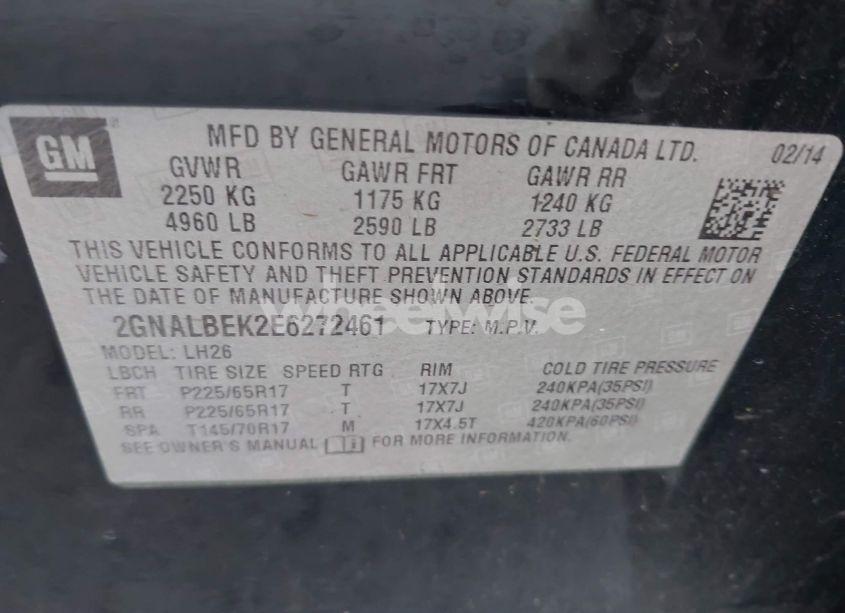 GM
MFD BY GENERAL MOTORS OF CANADA LTD. 02/14
GVWR GAWR FRT GAWR RR
2250 KG 1175 KG 1240 KG
4960 LB 2590 LB 2733 LB
THIS VEHICLE CONFORMS TO ALL APPLICABLE U.S. FEDERAL MOTOR
VEHICLE SAFETY AND THEFT PREVENTION STANDARDS IN EFFECT ON
THE DATE OF MANUFACTURE SHOWN ABOVE.
wheelwise
2GNALBEK2E6272461 TYPE: M.P.V.
MODEL: LH26
LBCH TIRE SIZE SPEED RTG RIM COLD TIRE PRESSURE
FRT P225/65R17 T 17X7J 240KPA(35PSI)
RR P225/65R17 T 17X7J 240KPA(35PSI)
SPA T145/70R17 M 17X4.5T 420KPA(60PSI)
SEE OWNER'S MANUAL FOR MORE INFORMATION.